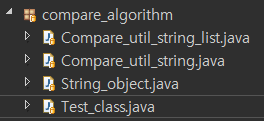 compare_algorithm
Compare_util_string_list.java
Compare_util_string.java
String_object.java
Test_class.java